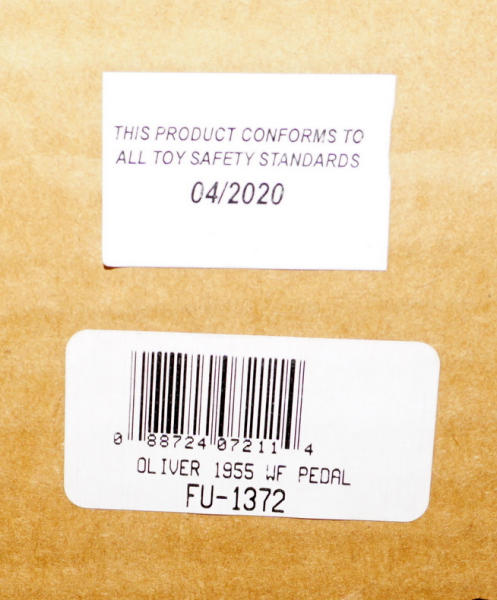 THIS PRODUCT CONFORMS TO
ALL TOY SAFETY STANDARDS
04/2020
0 88724 07211 4
OLIVER 1955 WF PEDAL
FU-1372